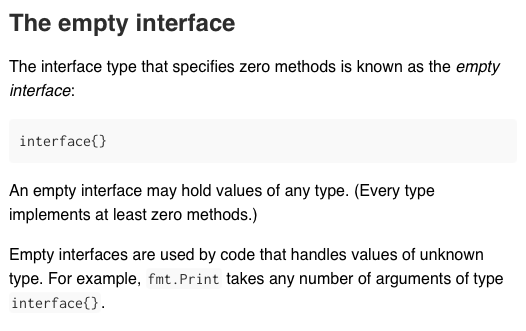 The empty interface
The interface type that specifies zero methods is known as the empty
interface:
interface{}
An empty interface may hold values of any type. (Every type
implements at least zero methods.)
Empty interfaces are used by code that handles values of unknown
type. For example, fmt.Print takes any number of arguments of type
interface{}.